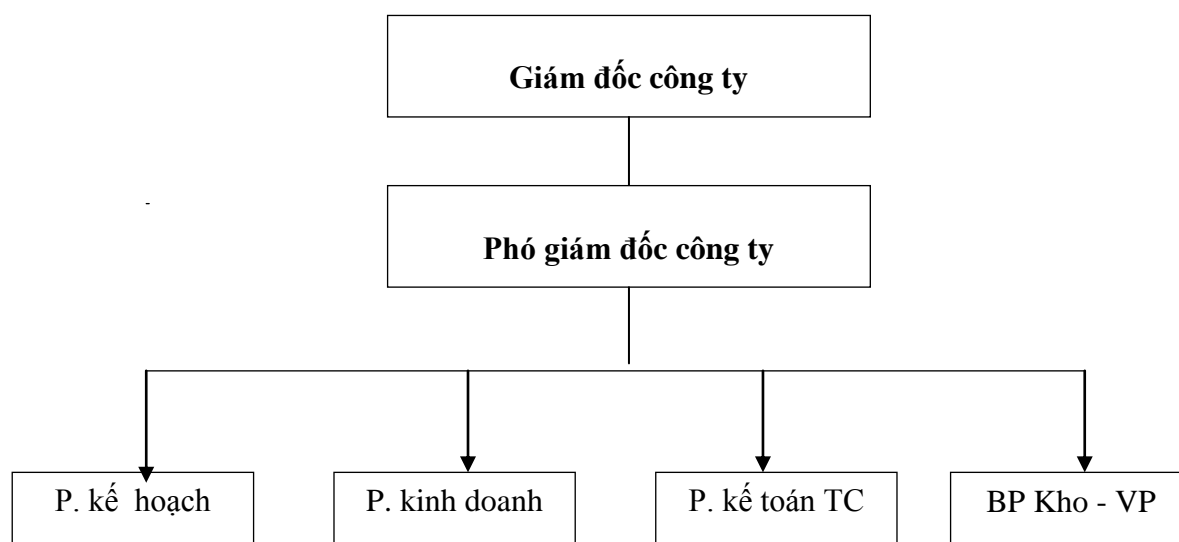 Giám đốc công ty
-
Phó giám đốc công ty
P. kế hoạch
P. kinh doanh
P. kế toán TC
BP Kho - VP